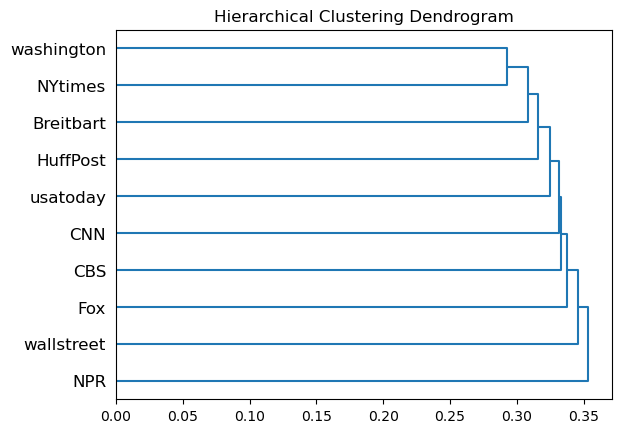 Hierarchical Clustering Dendrogram
washington
NYtimes
Breitbart
HuffPost
usatoday
CNN
CBS
Fox
wallstreet
NPR
0.00 0.05 0.10 0.15 0.20 0.25 0.30 0.35